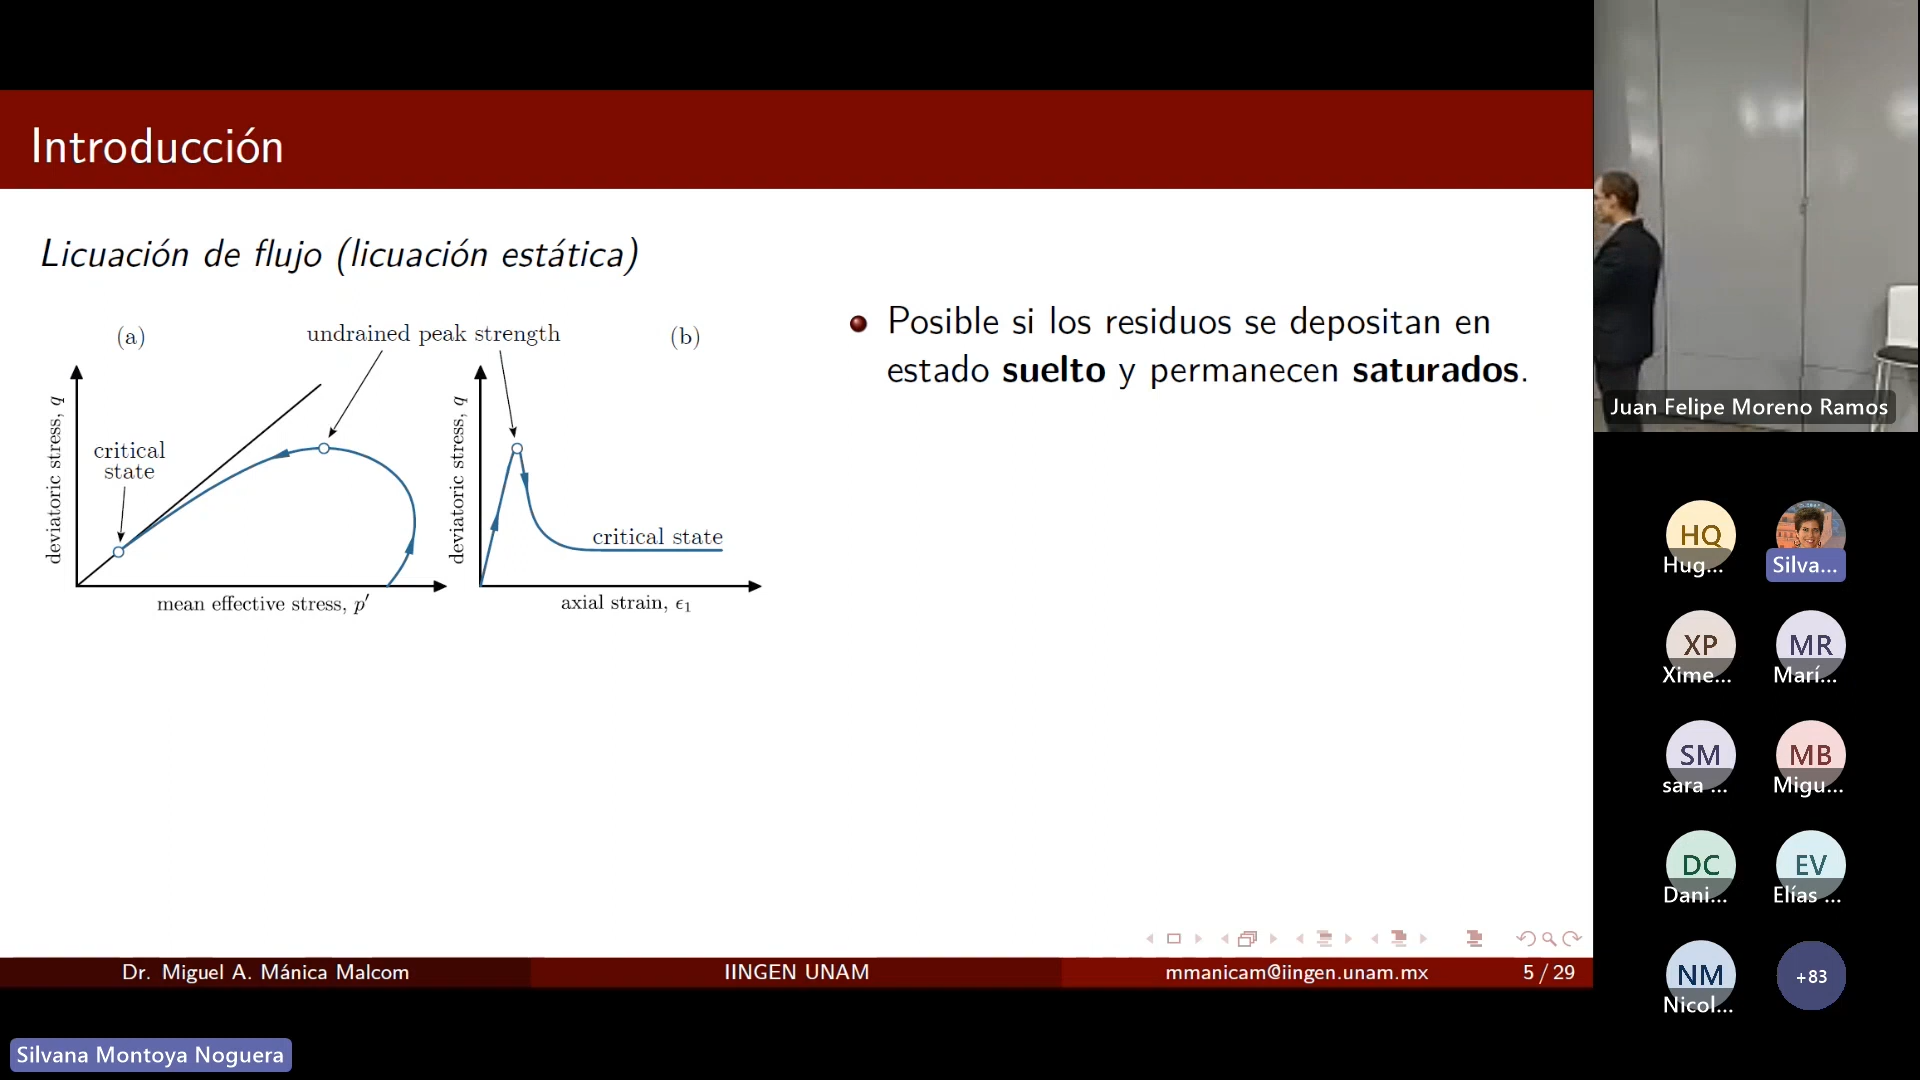 Introducción
Licuación de flujo (licuación estática)
(a)
undrained peak strength
(b)
deviatoric stress, q
critical
state
mean effective stress, p′
deviatoric stress, q
critical state
axial strain, ϵ₁
Posible si los residuos se depositan en
estado suelto y permanecen saturados.
Dr. Miguel A. Mánica Malcom
IINGEN UNAM
mmanicam@iingen.unam.mx
5 / 29
Silvana Montoya Noguera
Juan Felipe Moreno Ramos
HQ
Hug...
Silva...
XP
Xime...
MR
Marí...
SM
sara ...
MB
Migu...
DC
Dani...
EV
Elías ...
NM
Nicol...
+83